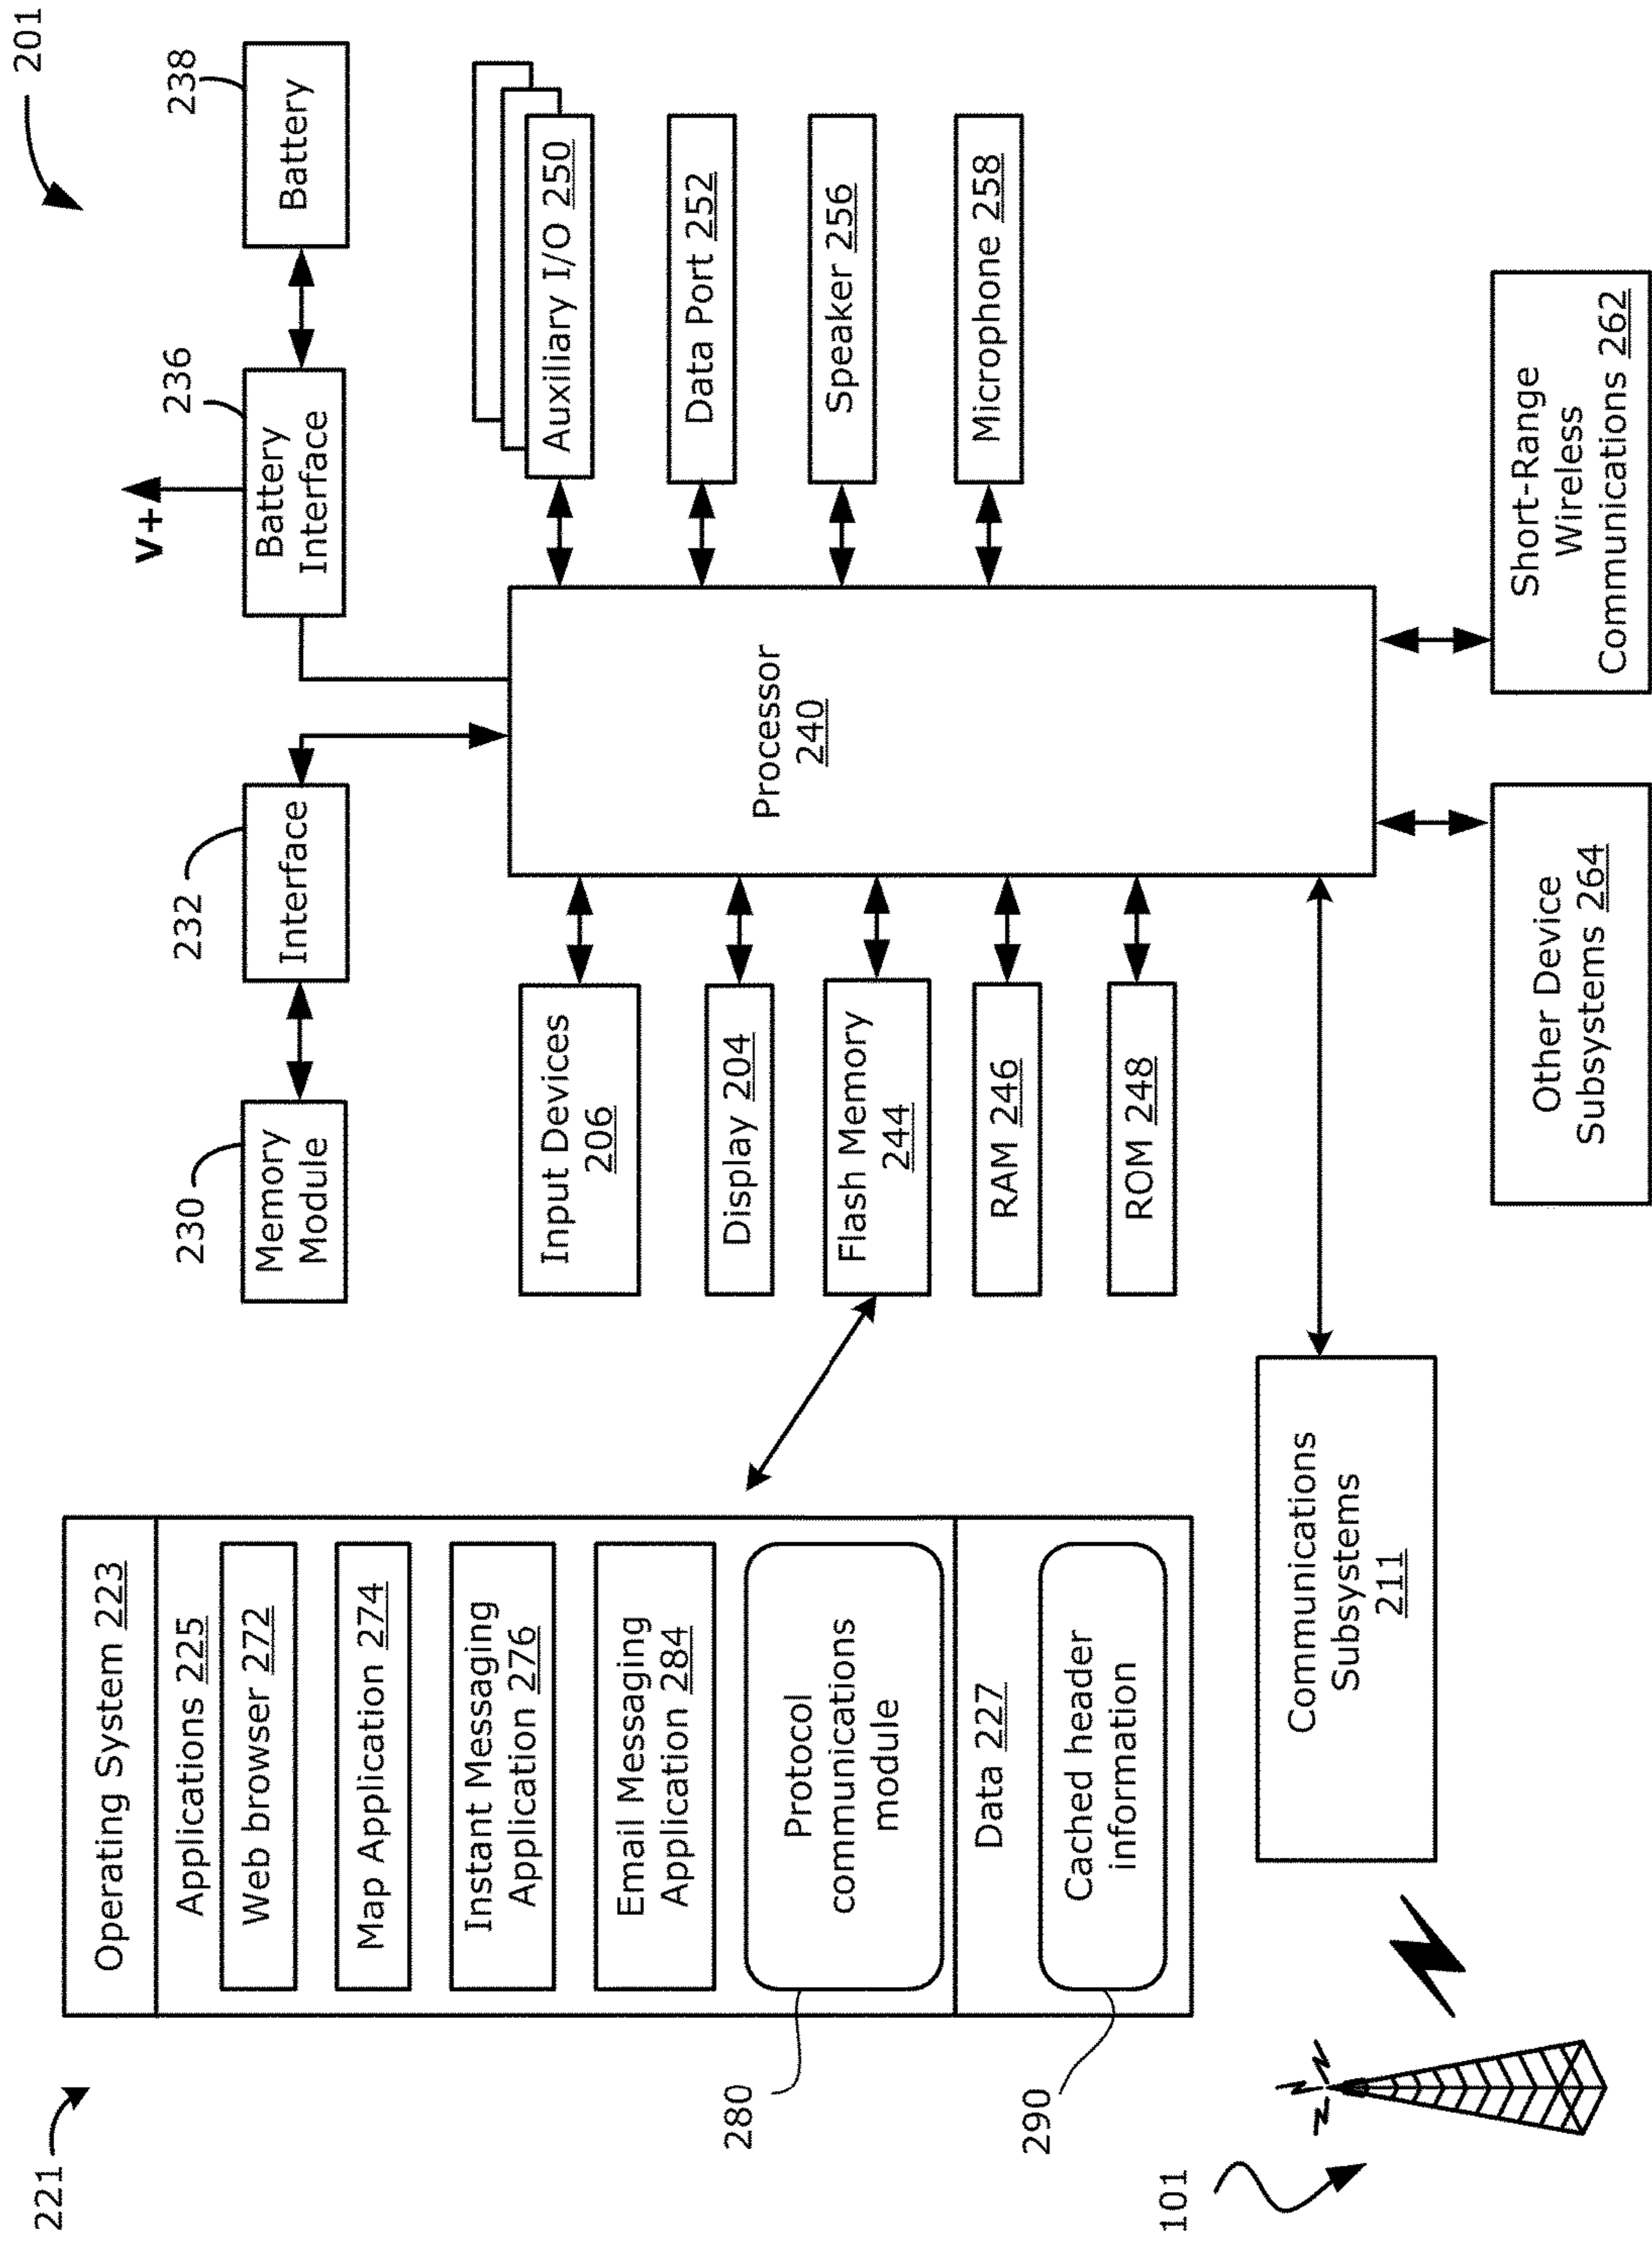 221
201
Operating System 223
Applications 225
Web browser 272
Map Application 274
Instant Messaging
Application 276
Email Messaging
Application 284
Protocol
communications
module
280
Data 227
Cached header
information
290
230
Memory
Module
232
Interface
V+
236
Battery
Interface
238
Battery
Input Devices
206
Display 204
Flash Memory
244
RAM 246
ROM 248
Processor
240
Auxiliary I/O 250
Data Port 252
Speaker 256
Microphone 258
101
Communications
Subsystems
211
Other Device
Subsystems 264
Short-Range
Wireless
Communications 262